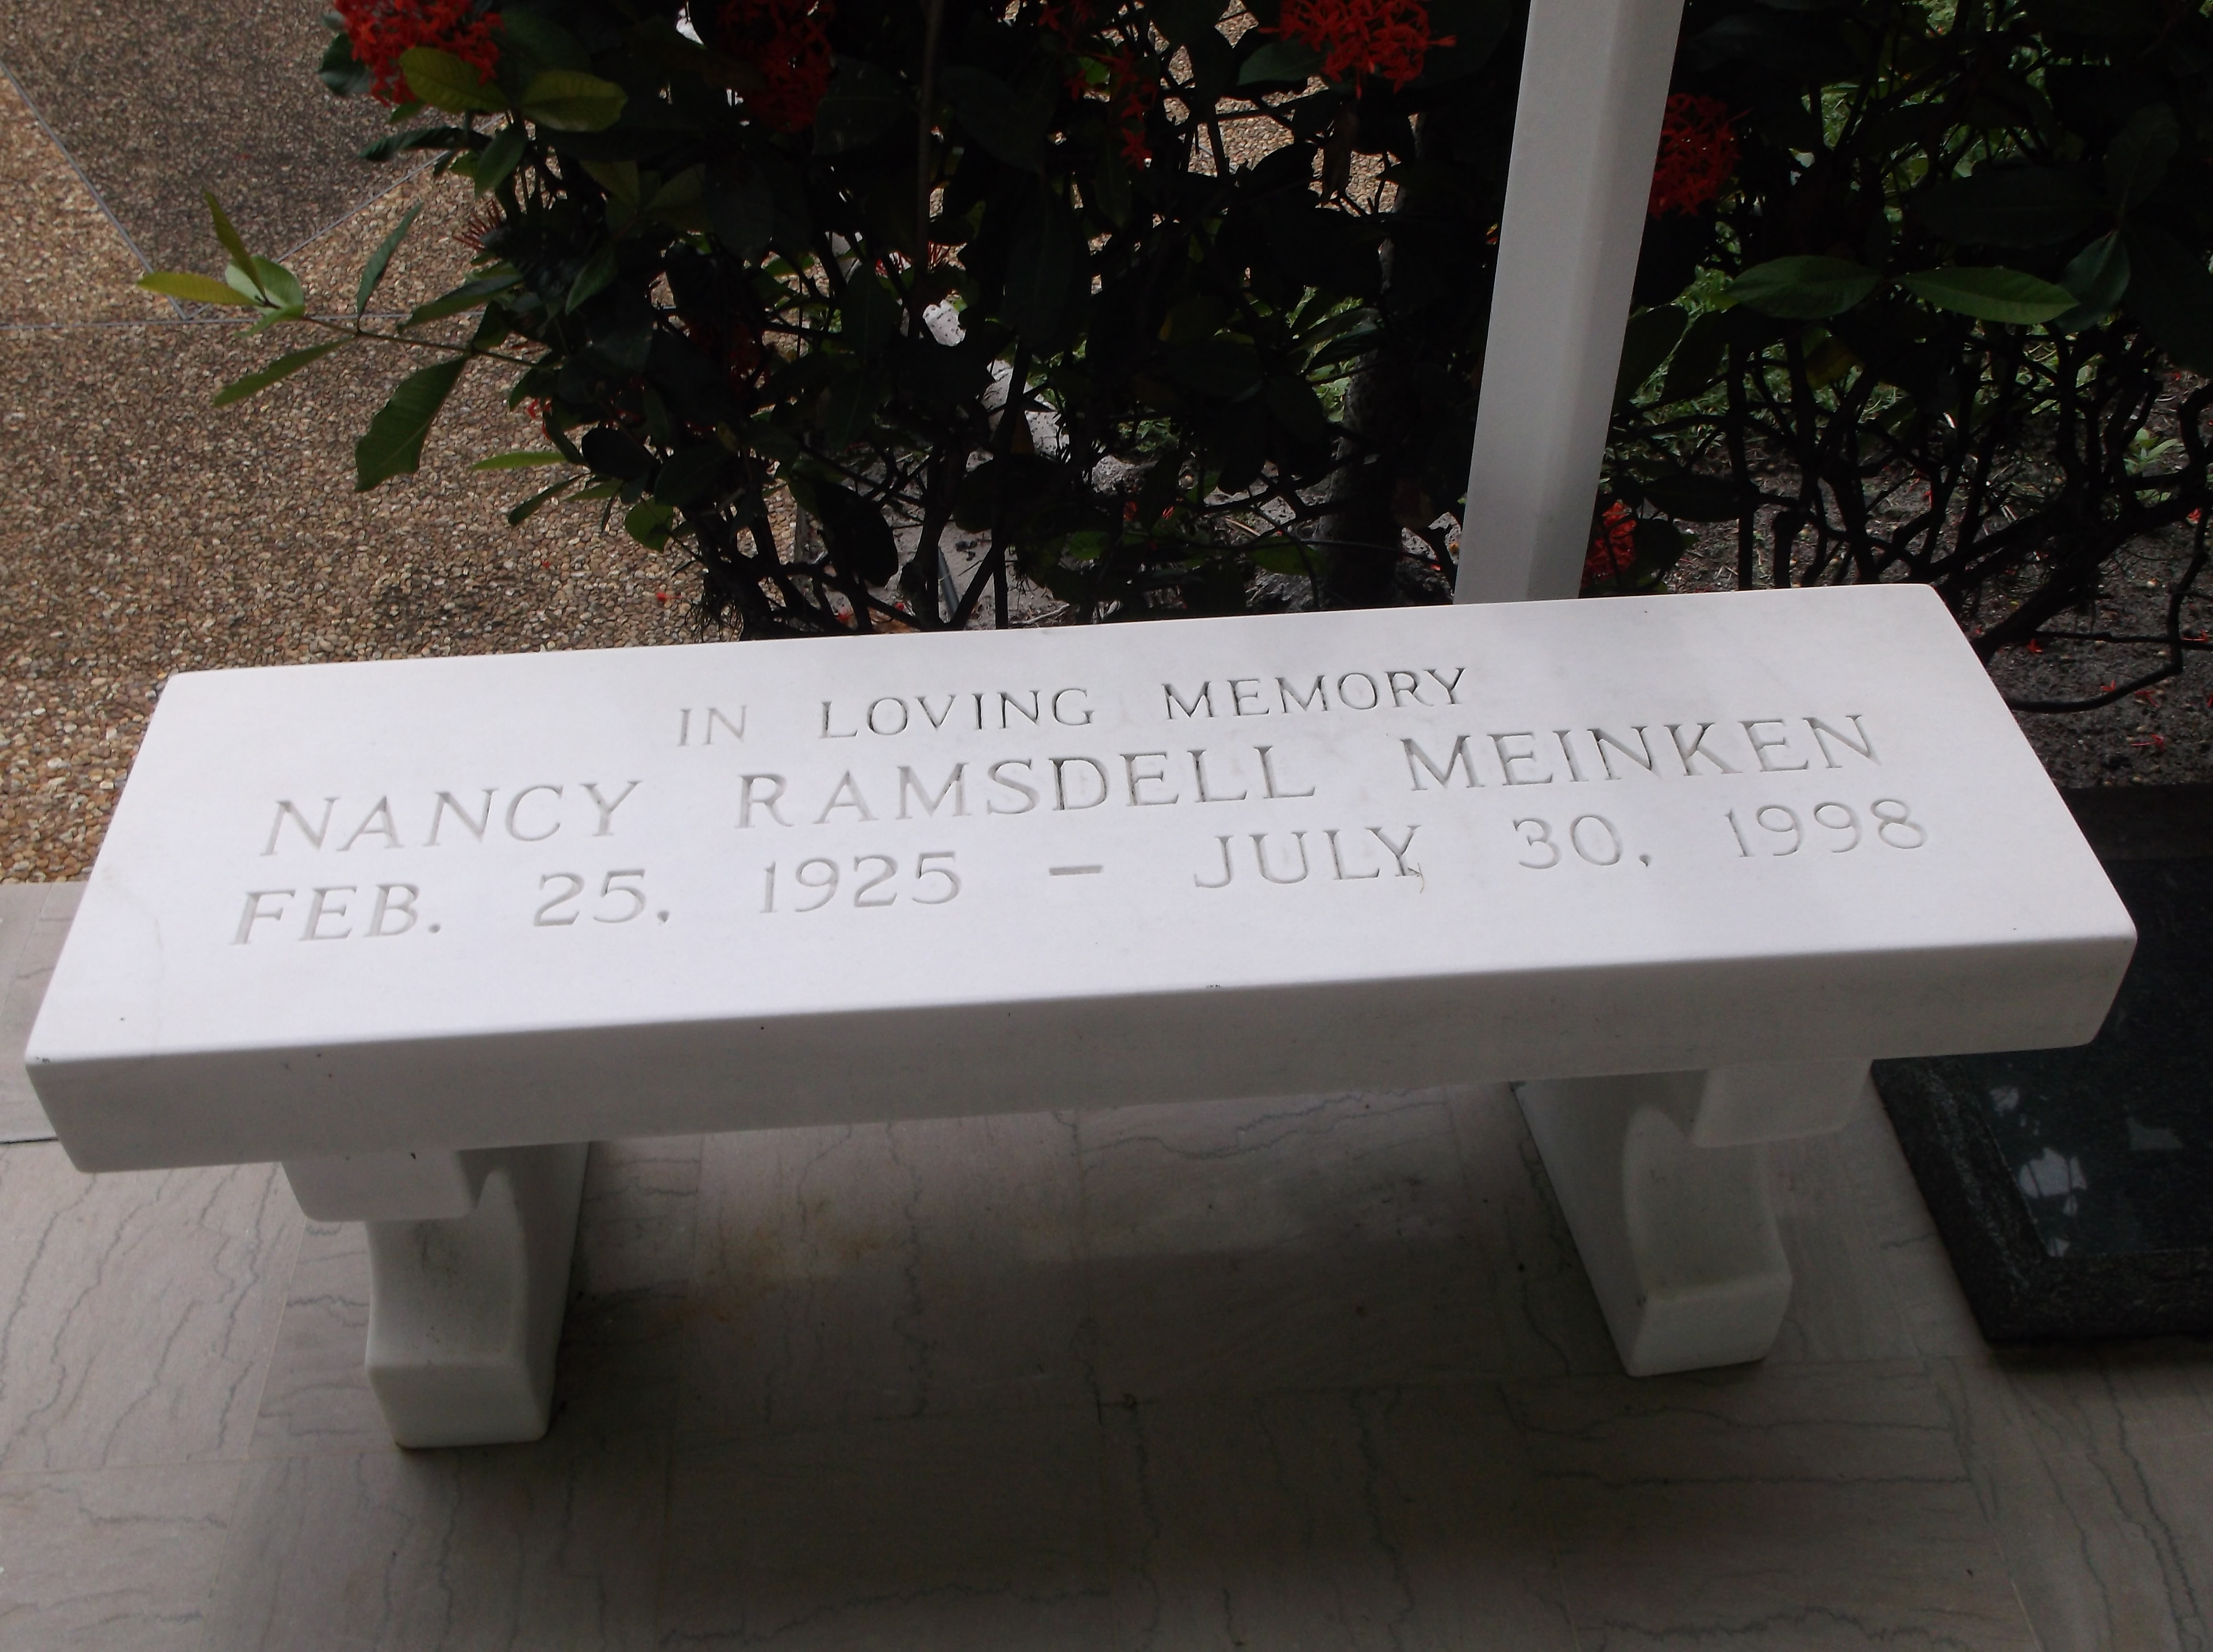 IN LOVING MEMORY
NANCY RAMSDELL MEINKEN
FEB. 25, 1925 – JULY 30, 1998